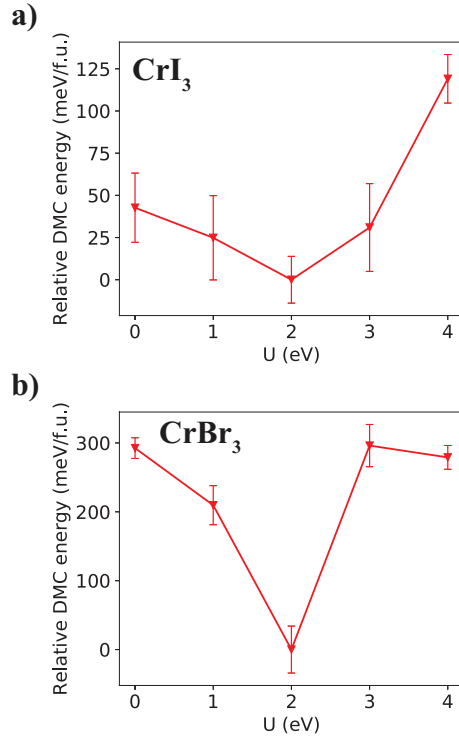 a)
CrI₃
Relative DMC energy (meV/f.u.)
125
100
75
50
25
0
0 1 2 3 4
U (eV)
b)
CrBr₃
Relative DMC energy (meV/f.u.)
300
200
100
0
0 1 2 3 4
U (eV)